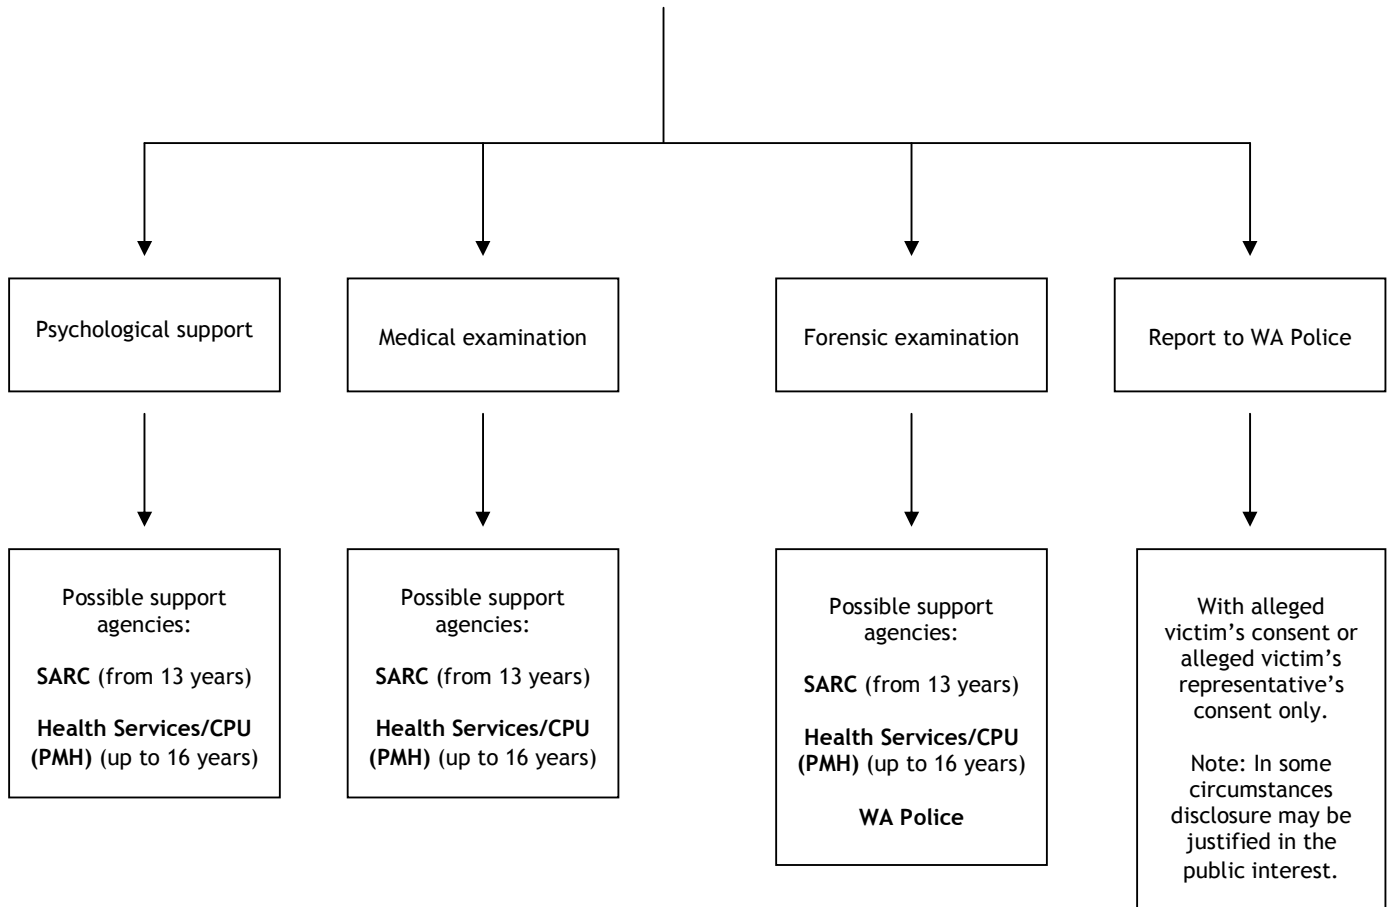 Psychological support
Medical examination
Forensic examination
Report to WA Police
Possible support
agencies:
SARC (from 13 years)
Health Services/CPU
(PMH) (up to 16 years)
Possible support
agencies:
SARC (from 13 years)
Health Services/CPU
(PMH) (up to 16 years)
Possible support
agencies:
SARC (from 13 years)
Health Services/CPU
(PMH) (up to 16 years)
WA Police
With alleged
victim’s consent or
alleged victim’s
representative’s
consent only.
Note: In some
circumstances
disclosure may be
justified in the
public interest.